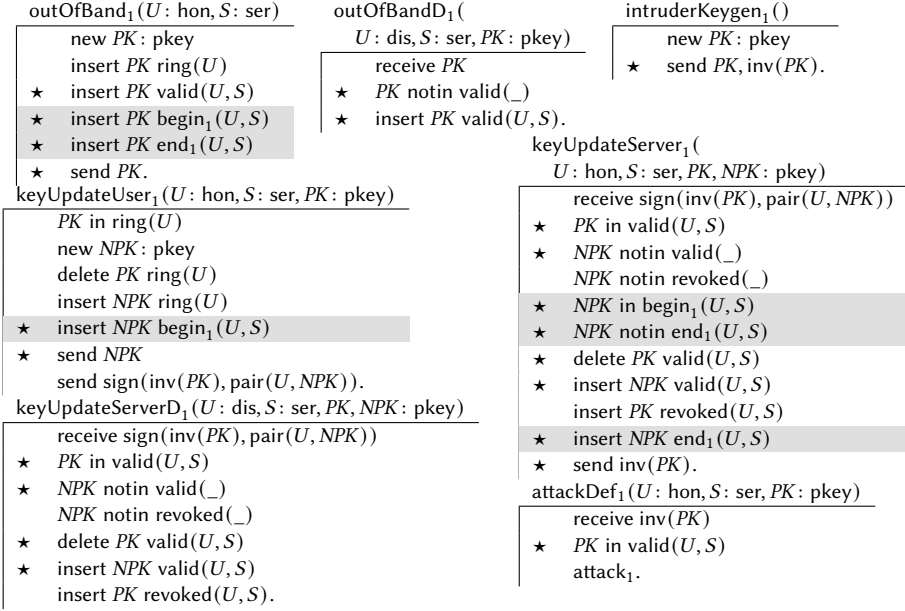 outOfBand₁(U: hon, S: ser)
new PK: pkey
insert PK ring(U)
★ insert PK valid(U, S)
★ insert PK begin₁(U, S)
★ insert PK end₁(U, S)
★ send PK.
outOfBandD₁(
U: dis, S: ser, PK: pkey)
receive PK
★ PK notin valid(_)
★ insert PK valid(U, S).
intruderKeygen₁()
new PK: pkey
★ send PK, inv(PK).
keyUpdateUser₁(U: hon, S: ser, PK: pkey)
PK in ring(U)
new NPK: pkey
delete PK ring(U)
insert NPK ring(U)
★ insert NPK begin₁(U, S)
★ send NPK
send sign(inv(PK), pair(U, NPK)).
keyUpdateServerD₁(U: dis, S: ser, PK, NPK: pkey)
receive sign(inv(PK), pair(U, NPK))
★ PK in valid(U, S)
★ NPK notin valid(_)
NPK notin revoked(_)
★ delete PK valid(U, S)
★ insert NPK valid(U, S)
insert PK revoked(U, S).
keyUpdateServer₁(
U: hon, S: ser, PK, NPK: pkey)
receive sign(inv(PK), pair(U, NPK))
★ PK in valid(U, S)
★ NPK notin valid(_)
NPK notin revoked(_)
★ NPK in begin₁(U, S)
★ NPK notin end₁(U, S)
★ delete PK valid(U, S)
★ insert NPK valid(U, S)
insert PK revoked(U, S)
★ insert NPK end₁(U, S)
★ send inv(PK).
attackDef₁(U: hon, S: ser, PK: pkey)
receive inv(PK)
★ PK in valid(U, S)
attack₁.